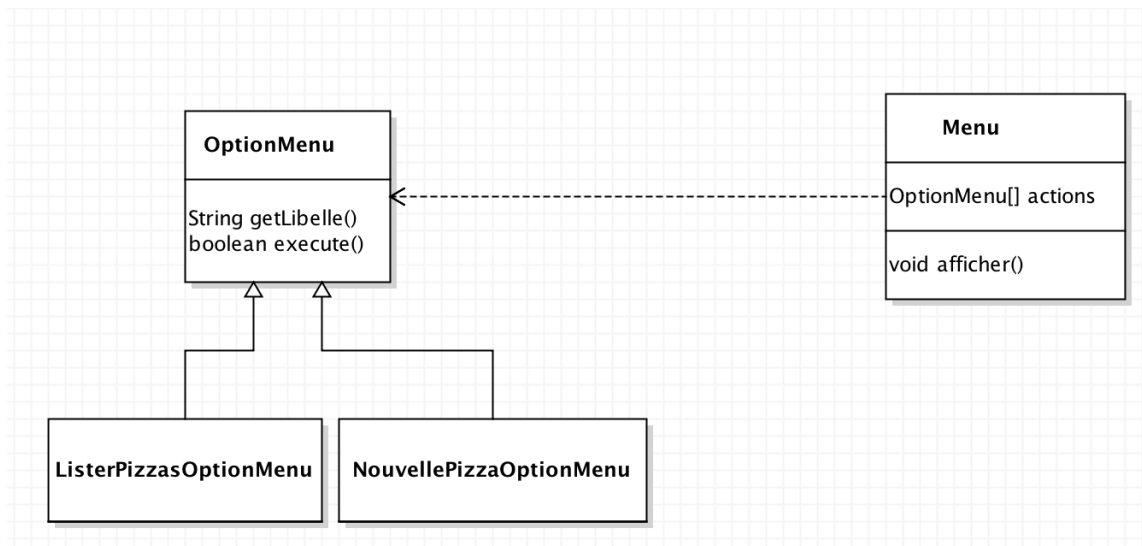 OptionMenu
String getLibelle()
boolean execute()
Menu
OptionMenu[] actions
void afficher()
ListerPizzasOptionMenu
NouvellePizzaOptionMenu